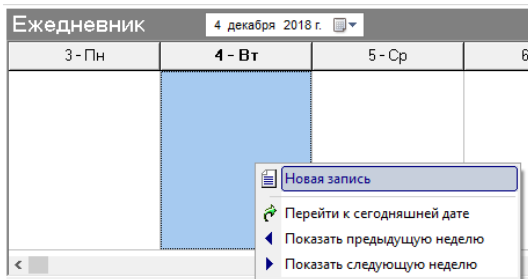 Ежедневник 4 декабря 2018 г.
3 - Пн 4 - Вт 5 - Ср 6
Новая запись
Перейти к сегодняшней дате
Показать предыдущую неделю
Показать следующую неделю